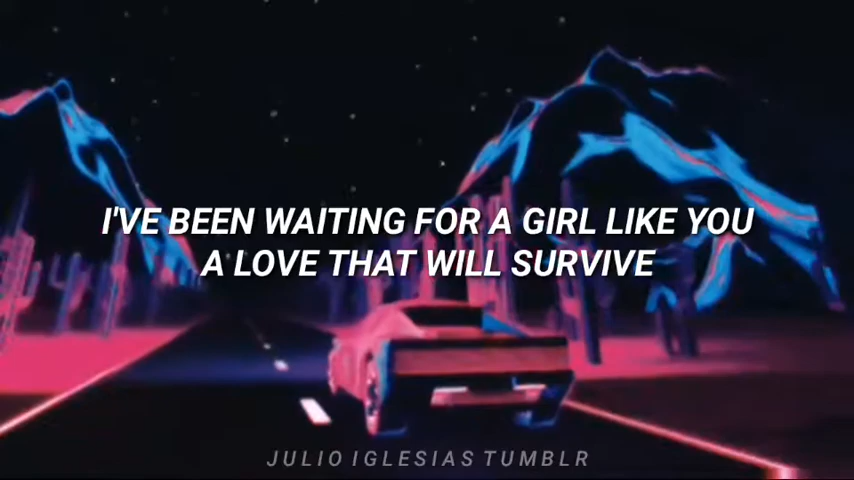 I'VE BEEN WAITING FOR A GIRL LIKE YOU
A LOVE THAT WILL SURVIVE
JULIO IGLESIAS TUMBLR